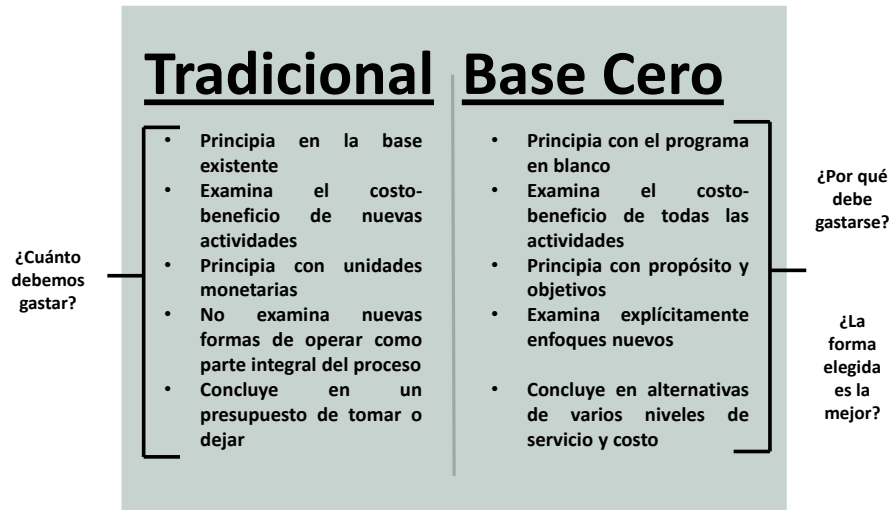 Tradicional
Base Cero
¿Cuánto
debemos
gastar?
• Principia en la base
existente
• Examina el costo-
beneficio de nuevas
actividades
• Principia con unidades
monetarias
• No examina nuevas
formas de operar como
parte integral del proceso
• Concluye en un
presupuesto de tomar o
dejar
• Principia con el programa
en blanco
• Examina el costo-
beneficio de todas las
actividades
• Principia con propósito y
objetivos
• Examina explícitamente
enfoques nuevos
• Concluye en alternativas
de varios niveles de
servicio y costo
¿Por qué
debe
gastarse?
¿La
forma
elegida
es la
mejor?